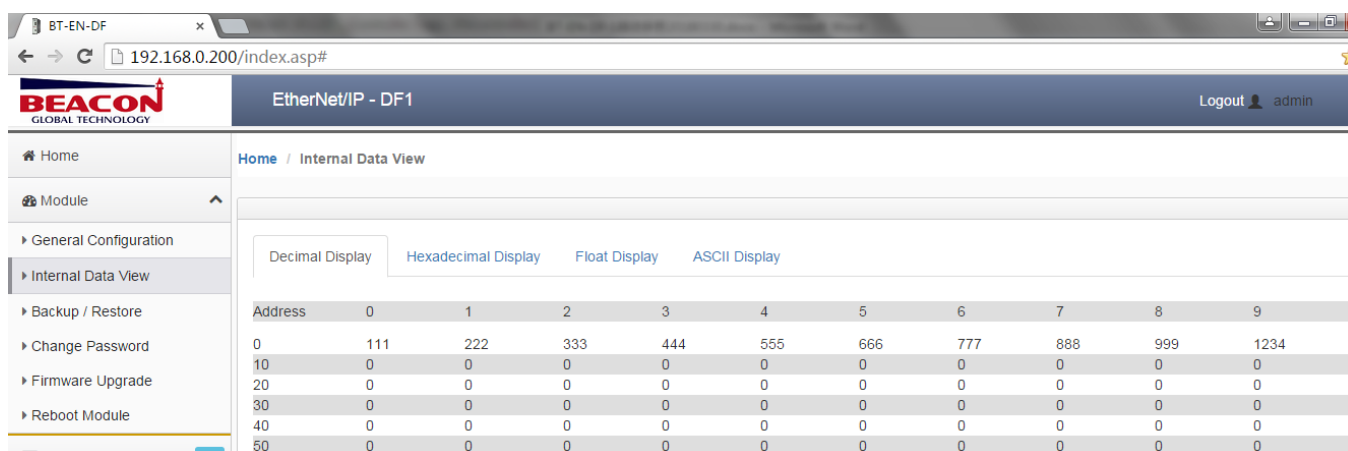 BT-EN-DF
192.168.0.200/index.asp#
BEACON
GLOBAL TECHNOLOGY
EtherNet/IP - DF1
Logout admin
Home
Home / Internal Data View
Module
General Configuration
Internal Data View
Backup / Restore
Change Password
Firmware Upgrade
Reboot Module
Decimal Display Hexadecimal Display Float Display ASCII Display
Address 0 1 2 3 4 5 6 7 8 9
0 111 222 333 444 555 666 777 888 999 1234
10 0 0 0 0 0 0 0 0 0 0
20 0 0 0 0 0 0 0 0 0 0
30 0 0 0 0 0 0 0 0 0 0
40 0 0 0 0 0 0 0 0 0 0
50 0 0 0 0 0 0 0 0 0 0